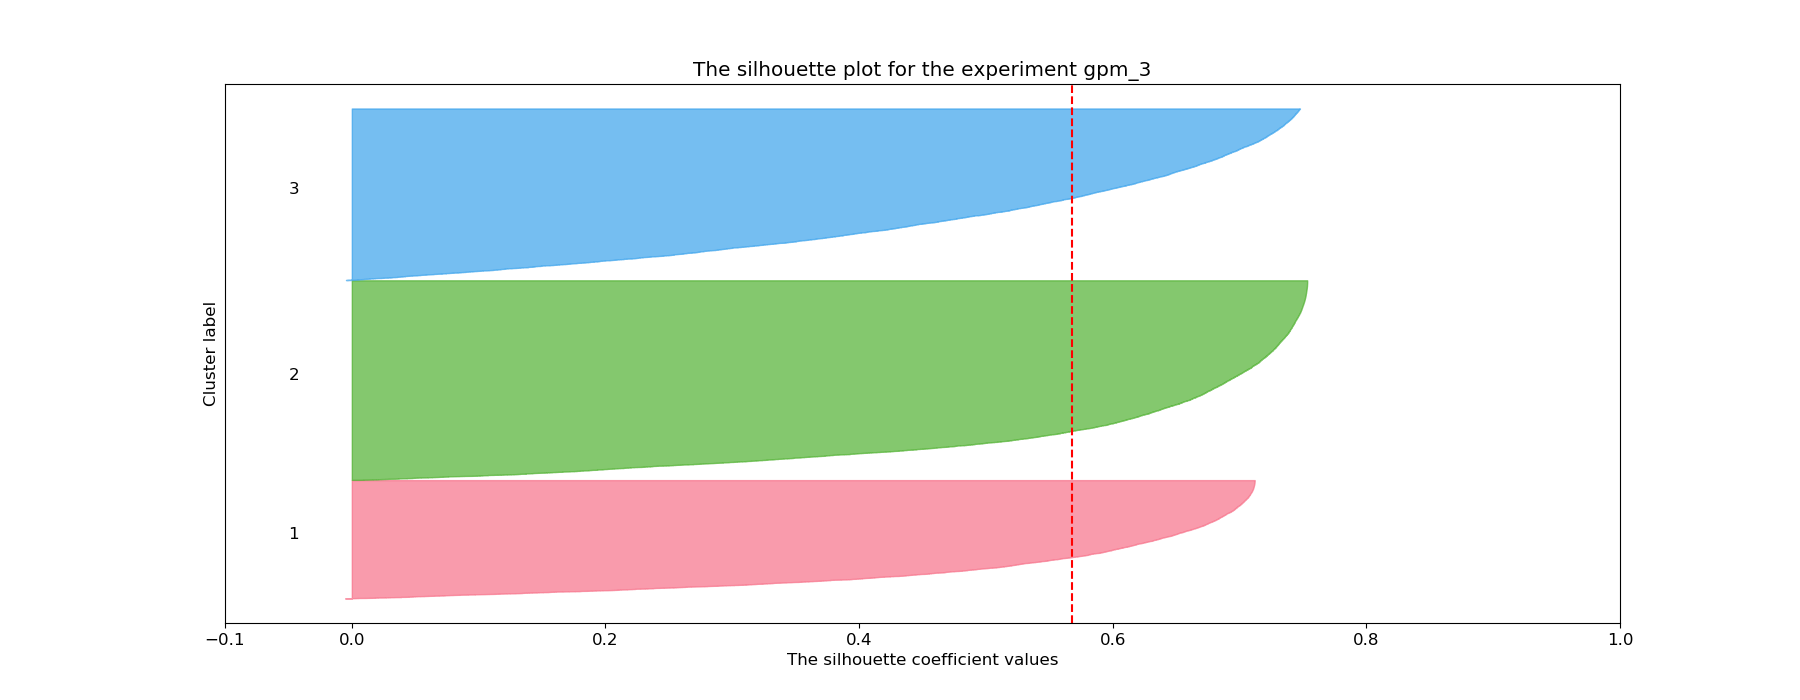 The silhouette plot for the experiment gpm_3
3
2
1
Cluster label
−0.1 0.0 0.2 0.4 0.6 0.8 1.0
The silhouette coefficient values